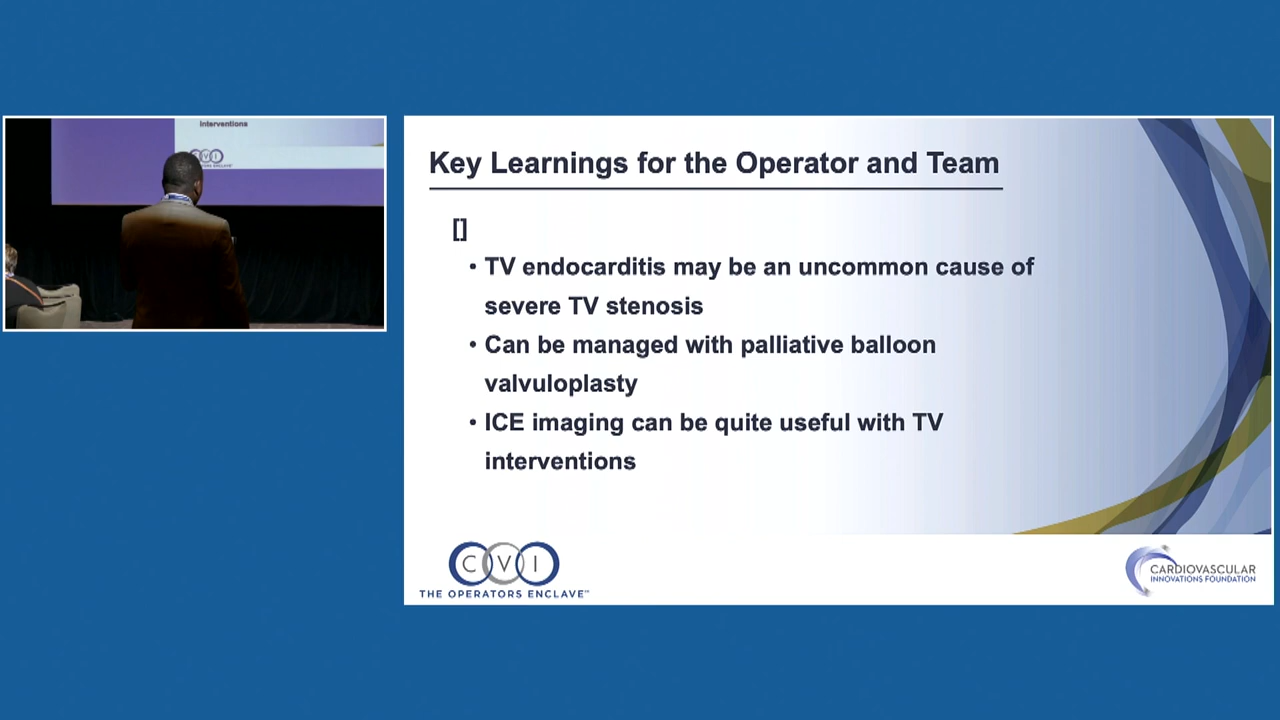 interventions
CVI
Key Learnings for the Operator and Team
[]
• TV endocarditis may be an uncommon cause of
severe TV stenosis
• Can be managed with palliative balloon
valvuloplasty
• ICE imaging can be quite useful with TV
interventions
CVI
THE OPERATORS ENCLAVE
CARDIOVASCULAR
INNOVATIONS FOUNDATION